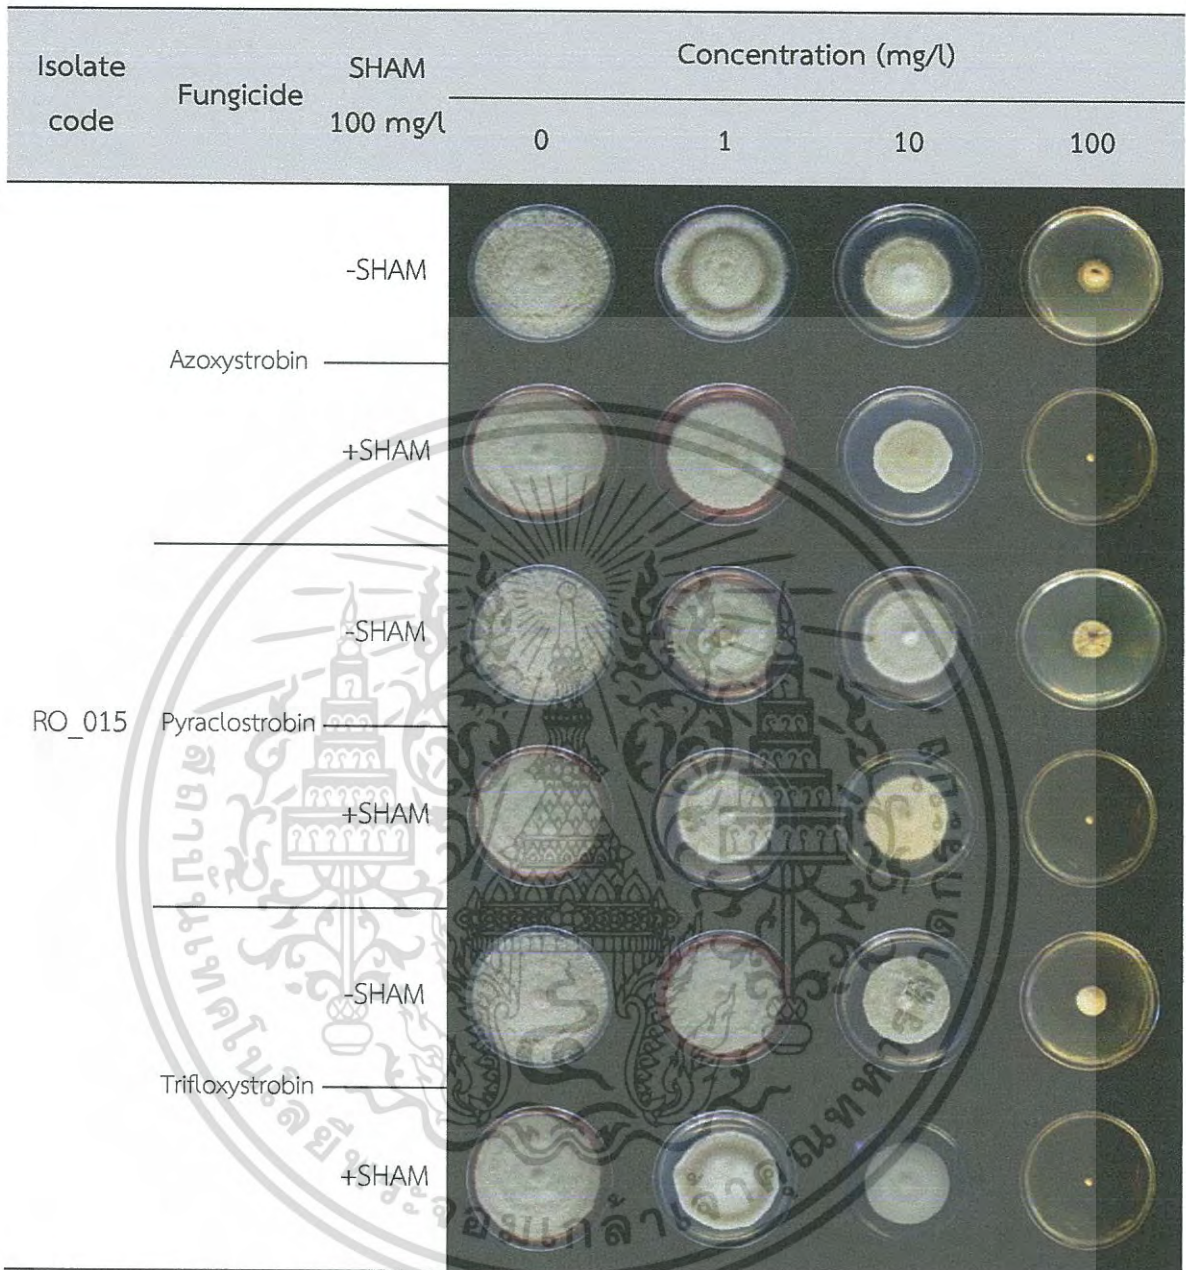 Isolate code
Fungicide
SHAM 100 mg/l
Concentration (mg/l)
0 1 10 100
-SHAM
Azoxystrobin
+SHAM
-SHAM
RO_015 Pyraclostrobin
+SHAM
-SHAM
Trifloxystrobin
+SHAM